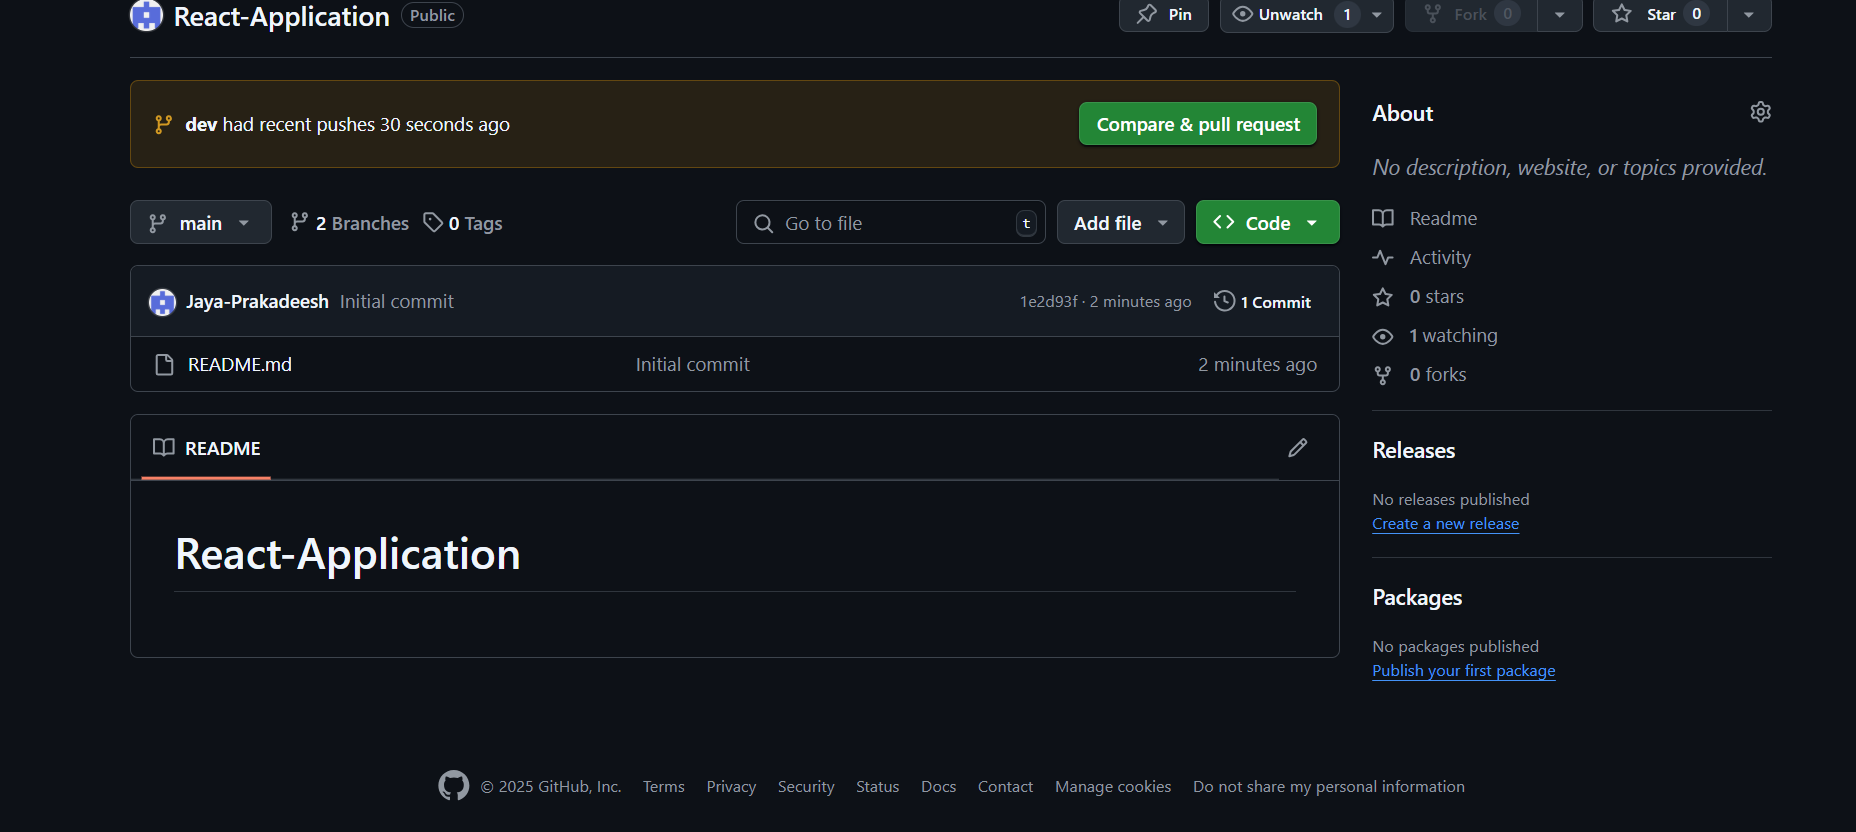 React-Application Public
Pin
Unwatch 1
Fork 0
Star 0
dev had recent pushes 30 seconds ago
Compare & pull request
main
2 Branches
0 Tags
Go to file
t
Add file
Code
Jaya-Prakadeesh Initial commit
1e2d93f · 2 minutes ago
1 Commit
README.md
Initial commit
2 minutes ago
README
React-Application
About
No description, website, or topics provided.
Readme
Activity
0 stars
1 watching
0 forks
Releases
No releases published
Create a new release
Packages
No packages published
Publish your first package
© 2025 GitHub, Inc. Terms Privacy Security Status Docs Contact Manage cookies Do not share my personal information